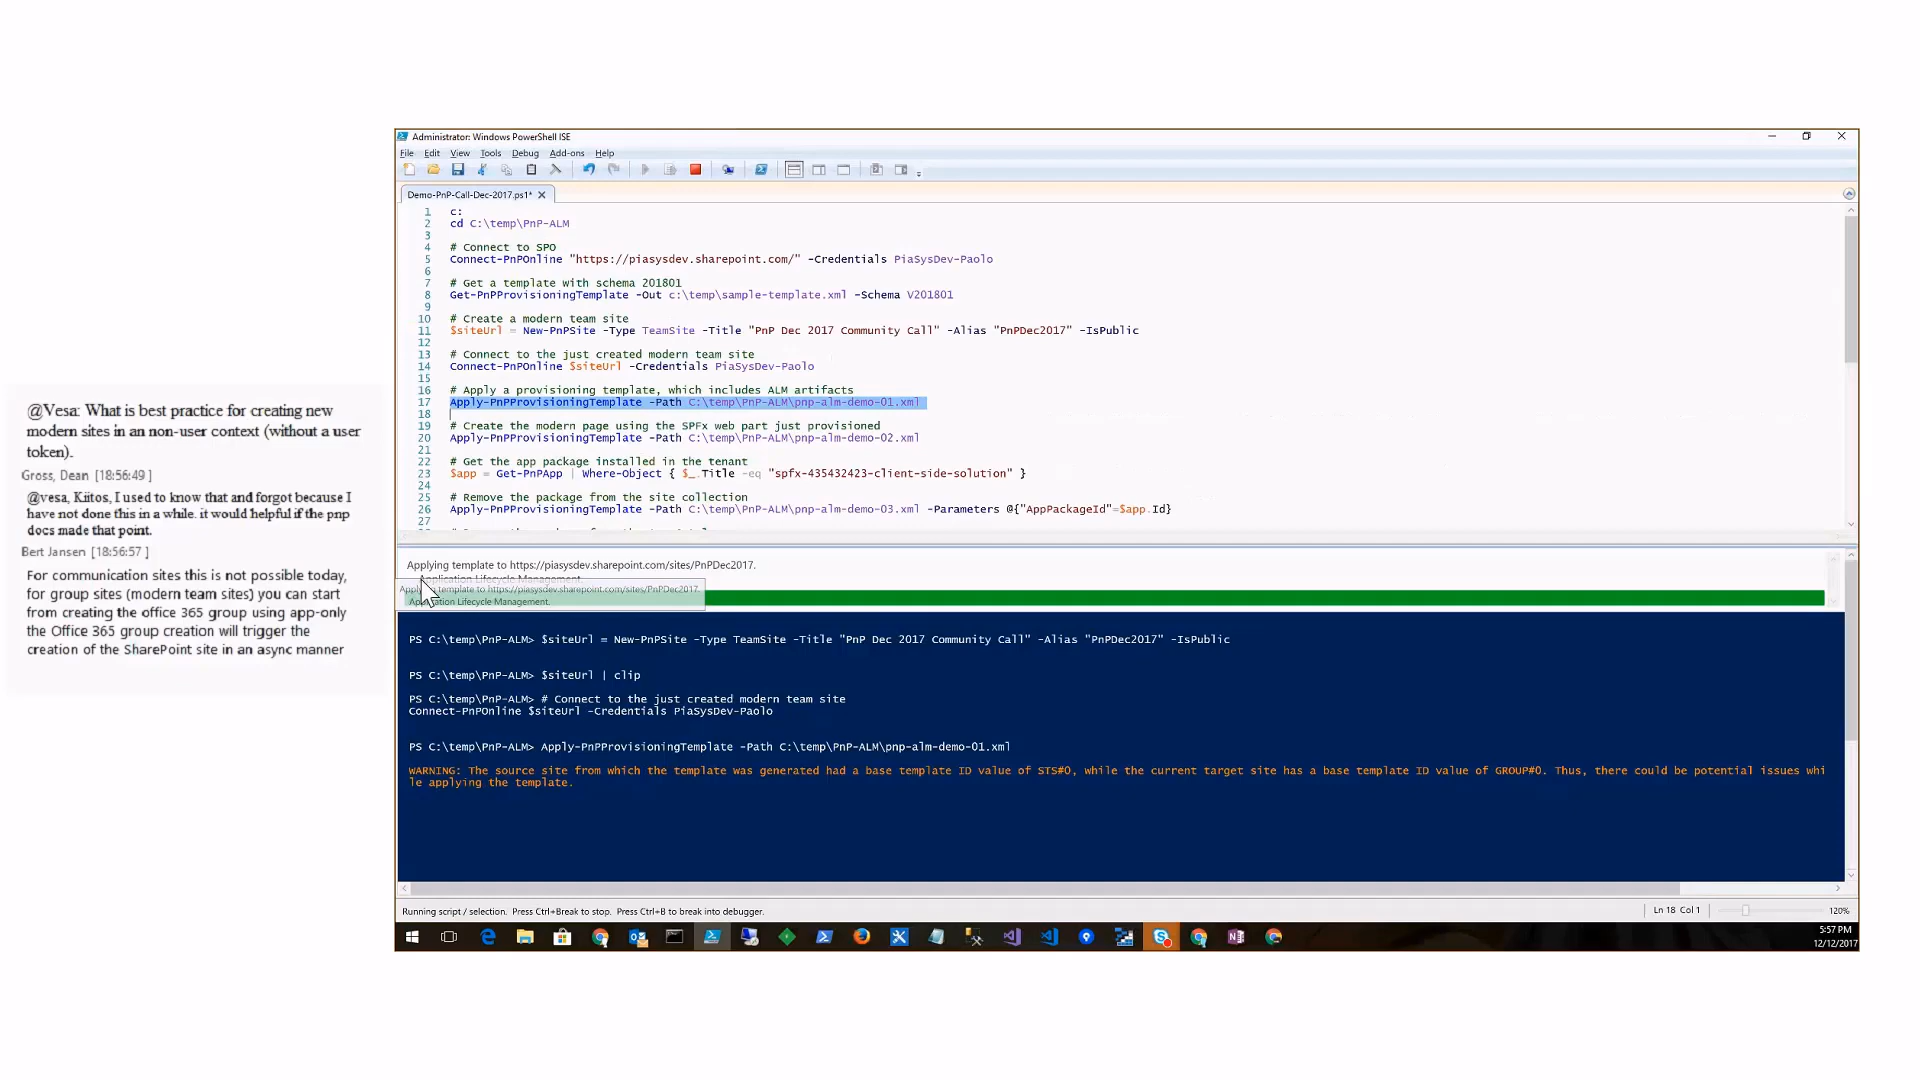 @Vesa: What is best practice for creating new
modern sites in an non-user context (without a user
token).
Gross, Dean [18:56:49 ]
@vesa, Kiitos, I used to know that and forgot because I
have not done this in a while. it would helpful if the pnp
docs made that point.
Bert Jansen [18:56:57 ]
For communication sites this is not possible today,
for group sites (modern team sites) you can start
from creating the office 365 group using app-only
the Office 365 group creation will trigger the
creation of the SharePoint site in an async manner
Administrator: Windows PowerShell ISE
File Edit View Tools Debug Add-ons Help
Demo-PnP-Call-Dec-2017.ps1*
1 c:
2 cd C:\temp\PnP-ALM
3
4 # Connect to SPO
5 Connect-PnPOnline "https://piasysdev.sharepoint.com/" -Credentials PiaSysDev-Paolo
6
7 # Get a template with schema 201801
8 Get-PnPProvisioningTemplate -Out c:\temp\sample-template.xml -Schema V201801
9
10 # Create a modern team site
11 $siteUrl = New-PnPSite -Type TeamSite -Title "PnP Dec 2017 Community Call" -Alias "PnPDec2017" -IsPublic
12
13 # Connect to the just created modern team site
14 Connect-PnPOnline $siteUrl -Credentials PiaSysDev-Paolo
15
16 # Apply a provisioning template, which includes ALM artifacts
17 Apply-PnPProvisioningTemplate -Path C:\temp\PnP-ALM\pnp-alm-demo-01.xml
18
19 # Create the modern page using the SPFx web part just provisioned
20 Apply-PnPProvisioningTemplate -Path C:\temp\PnP-ALM\pnp-alm-demo-02.xml
21
22 # Get the app package installed in the tenant
23 $app = Get-PnPApp | Where-Object { $_.Title -eq "spfx-435432423-client-side-solution" }
24
25 # Remove the package from the site collection
26 Apply-PnPProvisioningTemplate -Path C:\temp\PnP-ALM\pnp-alm-demo-03.xml -Parameters @{"AppPackageId"=$app.Id}
27
Applying template to https://piasysdev.sharepoint.com/sites/PnPDec2017.
Application Lifecycle Management.
Applying template to https://piasysdev.sharepoint.com/sites/PnPDec2017.
Application Lifecycle Management.
PS C:\temp\PnP-ALM> $siteUrl = New-PnPSite -Type TeamSite -Title "PnP Dec 2017 Community Call" -Alias "PnPDec2017" -IsPublic
PS C:\temp\PnP-ALM> $siteUrl | clip
PS C:\temp\PnP-ALM> # Connect to the just created modern team site
Connect-PnPOnline $siteUrl -Credentials PiaSysDev-Paolo
PS C:\temp\PnP-ALM> Apply-PnPProvisioningTemplate -Path C:\temp\PnP-ALM\pnp-alm-demo-01.xml
WARNING: The source site from which the template was generated had a base template ID value of STS#0, while the current target site has a base template ID value of GROUP#0. Thus, there could be potential issues whi
le applying the template.
Running script / selection. Press Ctrl+Break to stop. Press Ctrl+B to break into debugger.
Ln 18 Col 1
120%
5:57 PM
12/12/2017